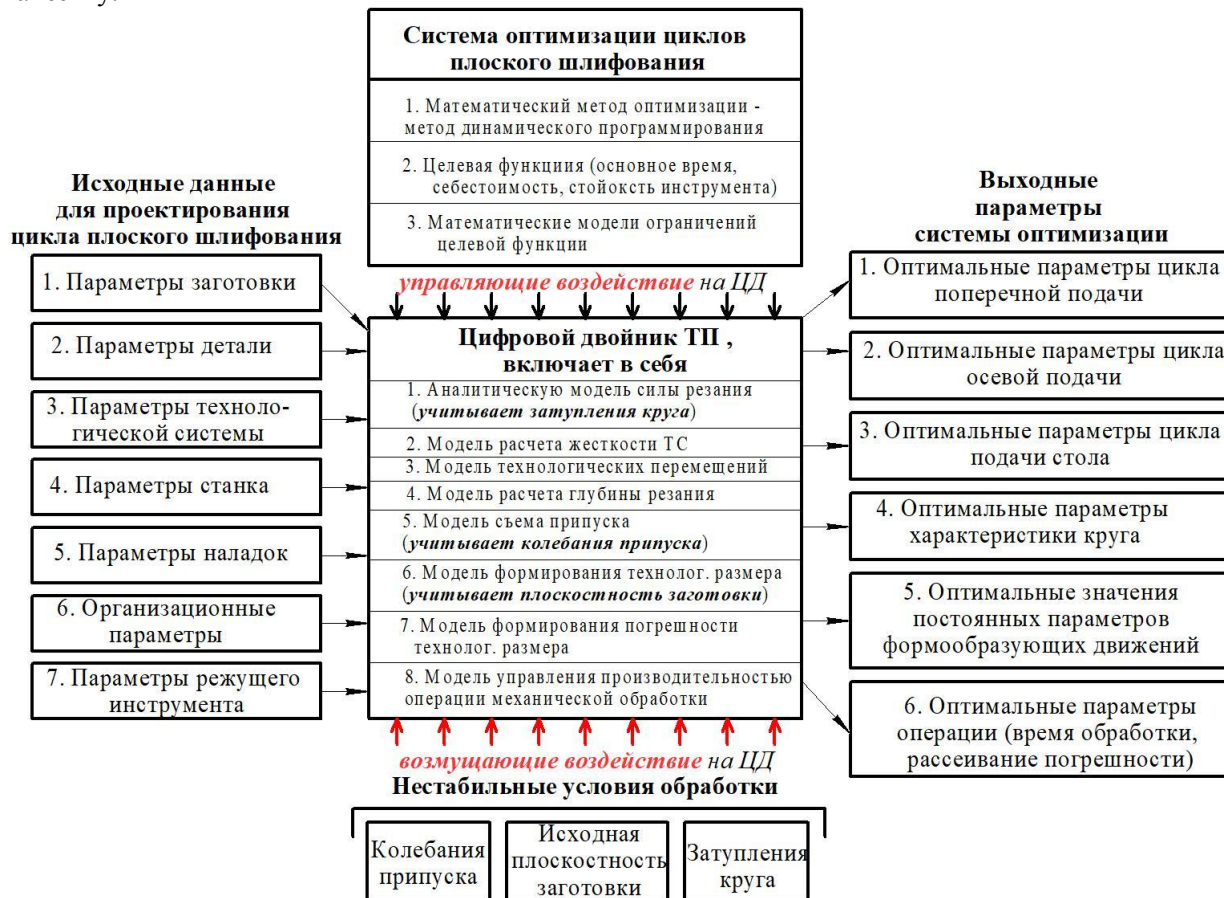 Система оптимизации циклов
плоского шлифования
1. Математический метод оптимизации -
метод динамического программирования
2. Целевая функциия (основное время,
себестоимость, стойоксть инструмента)
3. Математические модели ограничений
целевой функции
Исходные данные
для проектирования
цикла плоского шлифования
1. Параметры заготовки
2. Параметры детали
3. Параметры техноло-
гической системы
4. Параметры станка
5. Параметры наладок
6. Организационные
параметры
7. Параметры режущего
инструмента
управляющие воздействие на ЦД
Цифровой двойник ТП ,
включает в себя
1. Аналитическую модель силы резания
(учитывает затупления круга)
2. Модель расчета жесткости ТС
3. Модель технологических перемещений
4. Модель расчета глубины резания
5. Модель съема припуска
(учитывает колебания припуска)
6. Модель формирования технолог. размера
(учитывает плоскостность заготовки)
7. Модель формирования погрешности
технолог. размера
8. Модель управления производительностью
операции механической обработки
возмущающие воздействие на ЦД
Нестабильные условия обработки
Колебания
припуска
Исходная
плоскостность
заготовки
Затупления
круга
Выходные
параметры
системы оптимизации
1. Оптимальные параметры цикла
поперечной подачи
2. Оптимальные параметры цикла
осевой подачи
3. Оптимальные параметры цикла
подачи стола
4. Оптимальные параметры
характеристики круга
5. Оптимальные значения
постоянных параметров
формообразующих движений
6. Оптимальные параметры
операции (время обработки,
рассеивание погрешности)